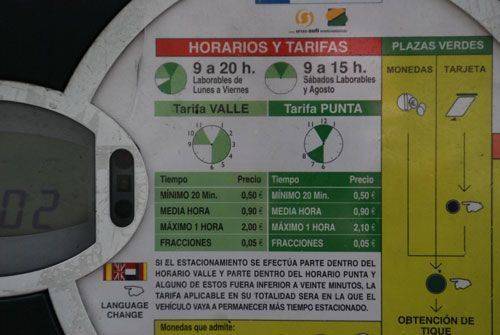 HORARIOS Y TARIFAS
PLAZAS VERDES
9 a 20 h.
Laborables de
Lunes a Viernes
9 a 15 h.
Sábados Laborables
y Agosto
MONEDAS
TARJETA
Tarifa VALLE
Tarifa PUNTA
Tiempo Precio
MÍNIMO 20 Min. 0,50 €
MEDIA HORA 0,90 €
MÁXIMO 1 HORA 2,00 €
FRACCIONES 0,05 €
Tiempo Precio
MÍNIMO 20 Min. 0,50 €
MEDIA HORA 0,90 €
MÁXIMO 1 HORA 2,10 €
FRACCIONES 0,05 €
02
SI EL ESTACIONAMIENTO SE EFECTÚA PARTE DENTRO DEL
HORARIO VALLE Y PARTE DENTRO DEL HORARIO PUNTA Y
ALGUNO DE ESTOS FUERA INFERIOR A VEINTE MINUTOS, LA
TARIFA APLICABLE EN SU TOTALIDAD SERA EN LA QUE EL
VEHÍCULO VAYA A PERMANECER MÁS TIEMPO ESTACIONADO.
LANGUAGE
CHANGE
OBTENCIÓN DE
TIQUE
Monedas que admite: